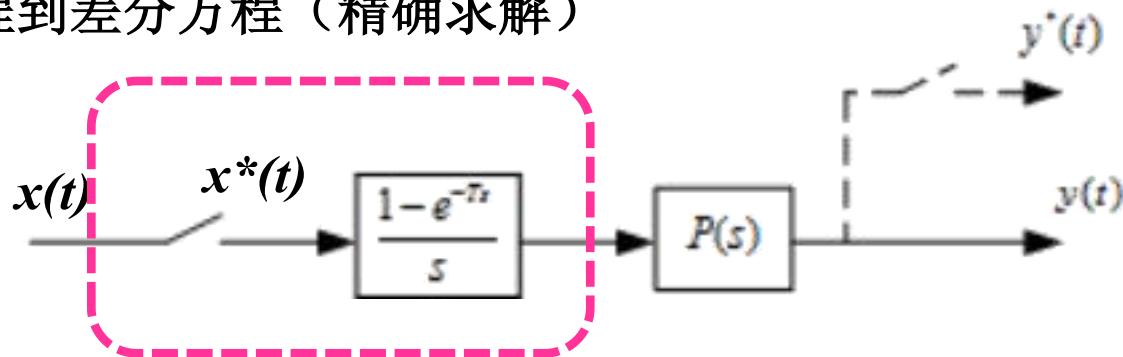 到差分方程（精确求解）
y*(t)
x(t)
x*(t)
1-e^{-Ts}
s
P(s)
y(t)